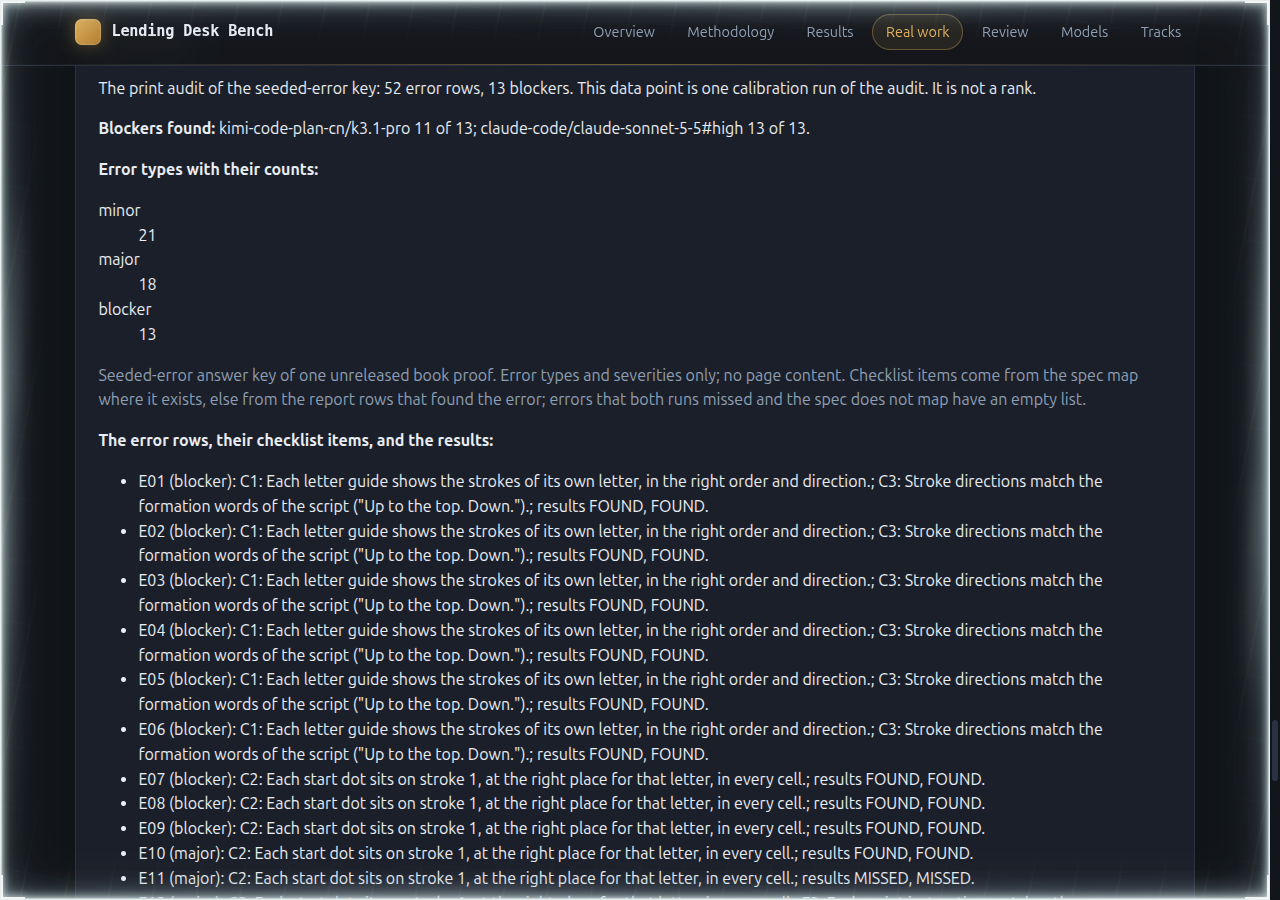 Lending Desk Bench
Overview
Methodology
Results
Real work
Review
Models
Tracks
The print audit of the seeded-error key: 52 error rows, 13 blockers. This data point is one calibration run of the audit. It is not a rank.
Blockers found: kimi-code-plan-cn/k3.1-pro 11 of 13; claude-code/claude-sonnet-5-5#high 13 of 13.
Error types with their counts:
minor
21
major
18
blocker
13
Seeded-error answer key of one unreleased book proof. Error types and severities only; no page content. Checklist items come from the spec map
where it exists, else from the report rows that found the error; errors that both runs missed and the spec does not map have an empty list.
The error rows, their checklist items, and the results:
• E01 (blocker): C1: Each letter guide shows the strokes of its own letter, in the right order and direction.; C3: Stroke directions match the
formation words of the script ("Up to the top. Down.").; results FOUND, FOUND.
• E02 (blocker): C1: Each letter guide shows the strokes of its own letter, in the right order and direction.; C3: Stroke directions match the
formation words of the script ("Up to the top. Down.").; results FOUND, FOUND.
• E03 (blocker): C1: Each letter guide shows the strokes of its own letter, in the right order and direction.; C3: Stroke directions match the
formation words of the script ("Up to the top. Down.").; results FOUND, FOUND.
• E04 (blocker): C1: Each letter guide shows the strokes of its own letter, in the right order and direction.; C3: Stroke directions match the
formation words of the script ("Up to the top. Down.").; results FOUND, FOUND.
• E05 (blocker): C1: Each letter guide shows the strokes of its own letter, in the right order and direction.; C3: Stroke directions match the
formation words of the script ("Up to the top. Down.").; results FOUND, FOUND.
• E06 (blocker): C1: Each letter guide shows the strokes of its own letter, in the right order and direction.; C3: Stroke directions match the
formation words of the script ("Up to the top. Down.").; results FOUND, FOUND.
• E07 (blocker): C2: Each start dot sits on stroke 1, at the right place for that letter, in every cell.; results FOUND, FOUND.
• E08 (blocker): C2: Each start dot sits on stroke 1, at the right place for that letter, in every cell.; results FOUND, FOUND.
• E09 (blocker): C2: Each start dot sits on stroke 1, at the right place for that letter, in every cell.; results FOUND, FOUND.
• E10 (major): C2: Each start dot sits on stroke 1, at the right place for that letter, in every cell.; results FOUND, FOUND.
• E11 (major): C2: Each start dot sits on stroke 1, at the right place for that letter, in every cell.; results MISSED, MISSED.